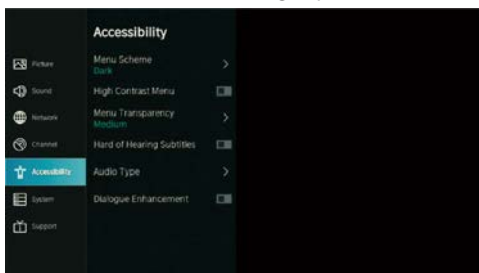 Accessibility
Picture
Sound
Network
Channel
Accessibility
System
Support
Menu Scheme
Dark
High Contrast Menu
Menu Transparency
Medium
Hard of Hearing Subtitles
Audio Type
Dialogue Enhancement